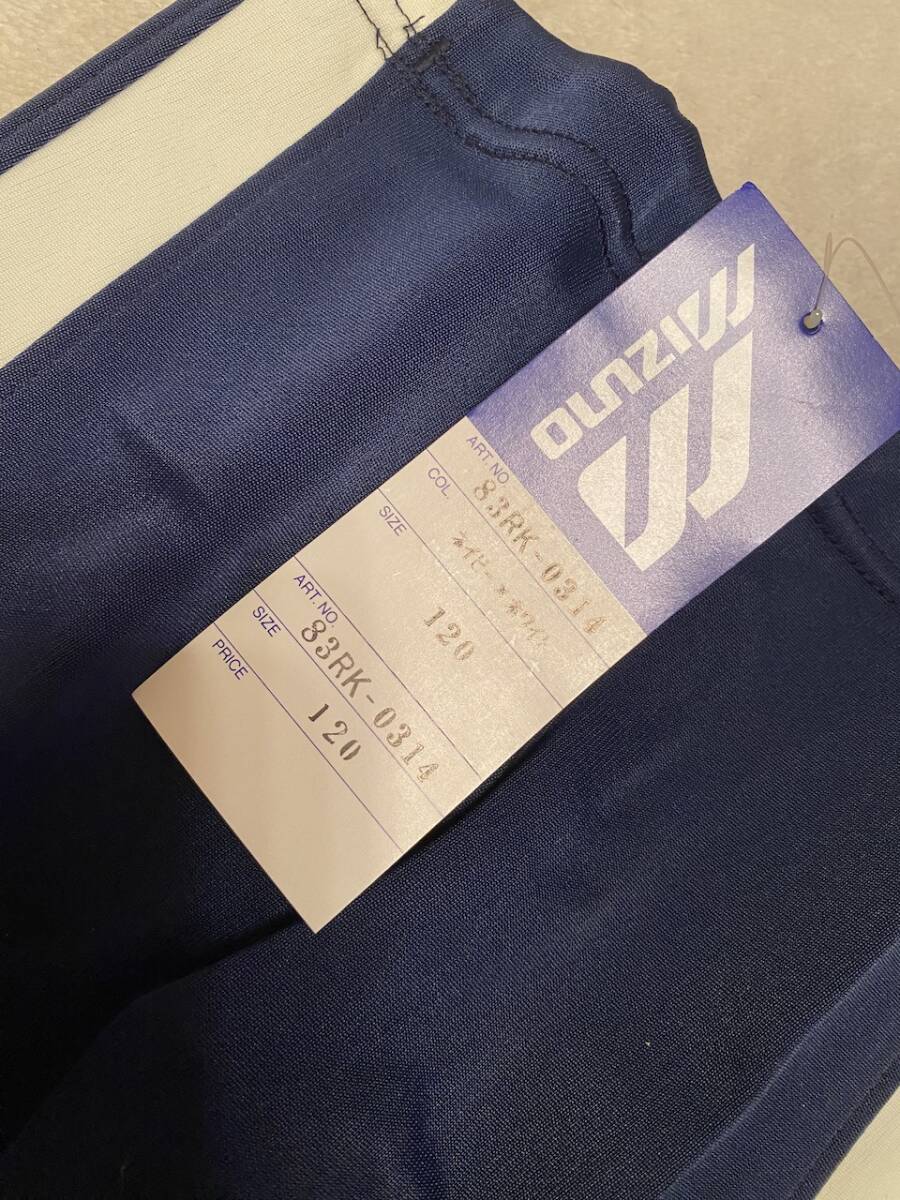 MIZUNO
ART. NO. 83RK-0314
COL. ネイビー×ホワイト
SIZE 120
ART. NO. 83RK-0314
SIZE 120
PRICE